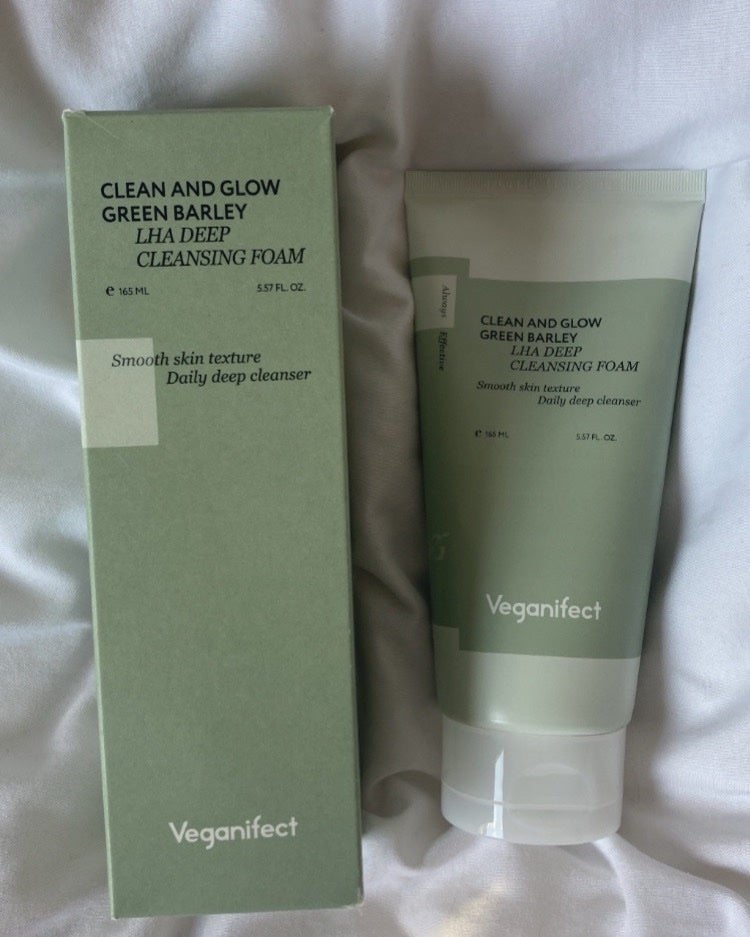 CLEAN AND GLOW
GREEN BARLEY
LHA DEEP
CLEANSING FOAM
e 165 ML 5.57 FL. OZ.
Smooth skin texture
Daily deep cleanser
Veganifect
Always Effective
CLEAN AND GLOW
GREEN BARLEY
LHA DEEP
CLEANSING FOAM
Smooth skin texture
Daily deep cleanser
e 165 ML 5.57 FL. OZ.
Veganifect